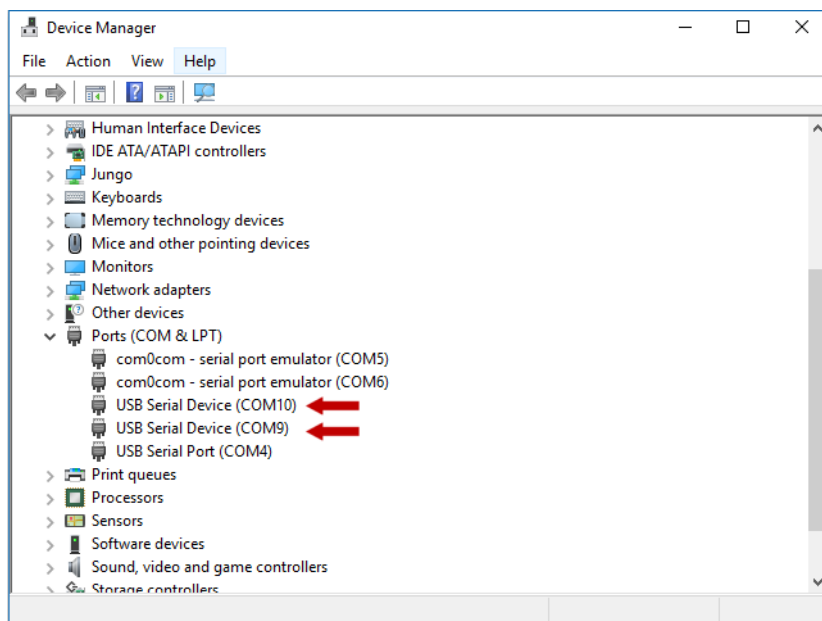 Device Manager
File Action View Help
Human Interface Devices
IDE ATA/ATAPI controllers
Jungo
Keyboards
Memory technology devices
Mice and other pointing devices
Monitors
Network adapters
Other devices
Ports (COM & LPT)
com0com - serial port emulator (COM5)
com0com - serial port emulator (COM6)
USB Serial Device (COM10)
USB Serial Device (COM9)
USB Serial Port (COM4)
Print queues
Processors
Sensors
Software devices
Sound, video and game controllers
Storage controllers